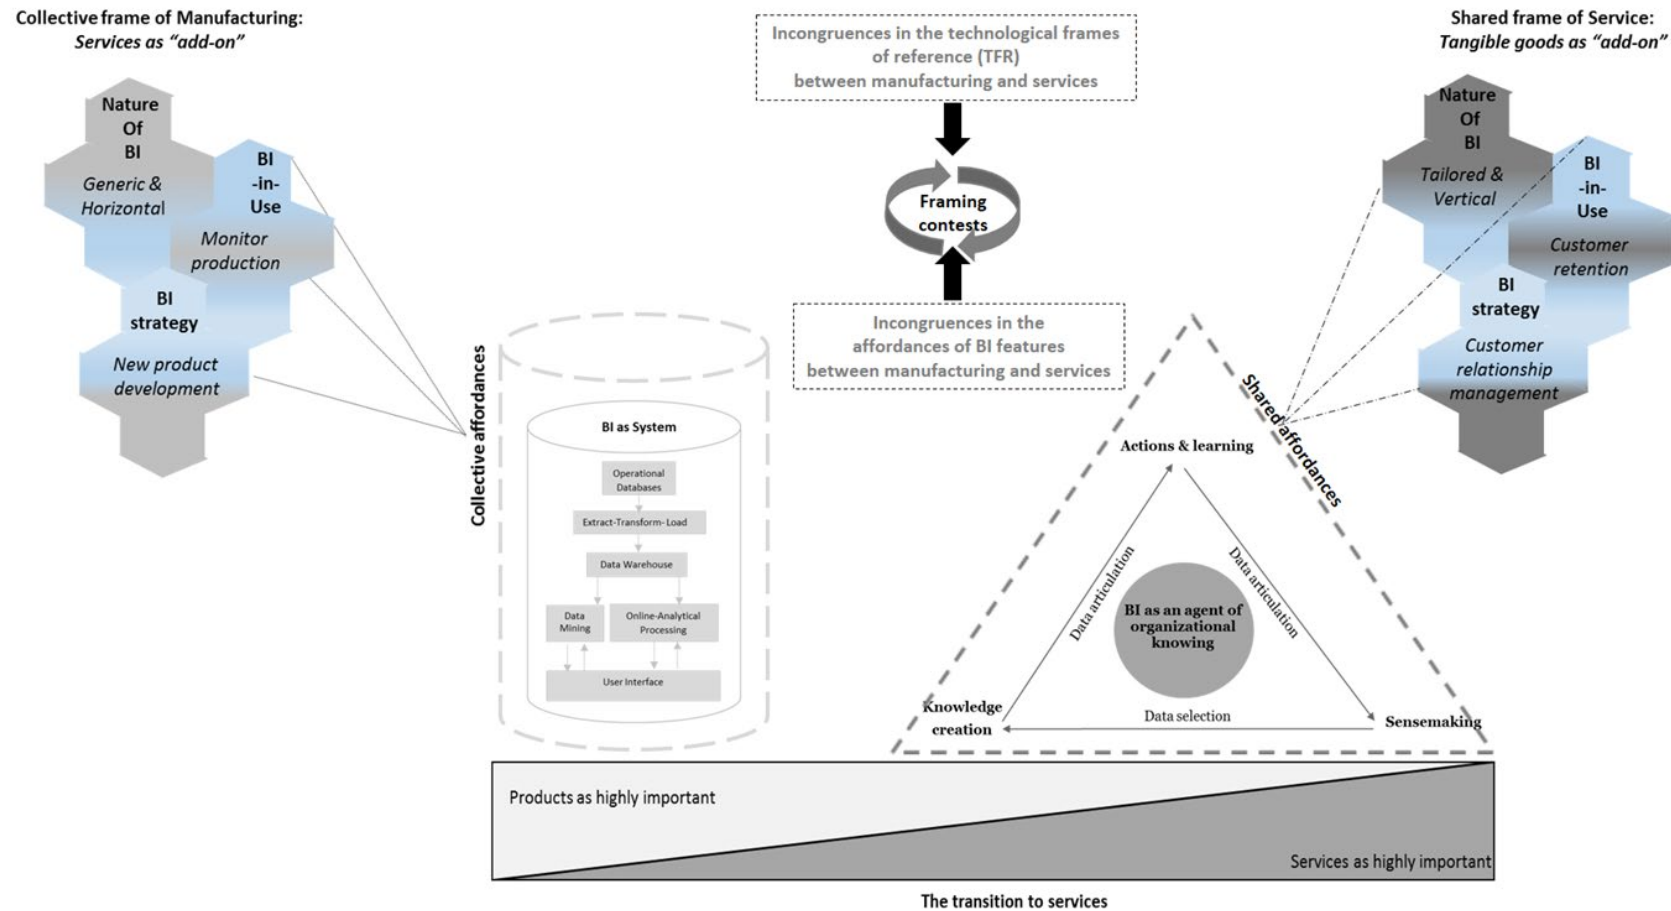 Collective frame of Manufacturing:
Services as “add-on”
Nature
Of
BI
Generic &
Horizontal
BI
-in-
Use
Monitor
production
BI
strategy
New product
development
Incongruences in the technological frames
of reference (TFR)
between manufacturing and services
Framing
contests
Incongruences in the
affordances of BI features
between manufacturing and services
Shared frame of Service:
Tangible goods as “add-on”
Nature
Of
BI
Tailored &
Vertical
BI
-in-
Use
Customer
retention
BI
strategy
Customer
relationship
management
Collective affordances
BI as System
Operational
Databases
Extract-Transform- Load
Data Warehouse
Data
Mining
Online-Analytical
Processing
User Interface
Shared affordances
Actions & learning
Data articulation
Data articulation
BI as an agent of
organizational
knowing
Knowledge
creation
Data selection
Sensemaking
Products as highly important
Services as highly important
The transition to services